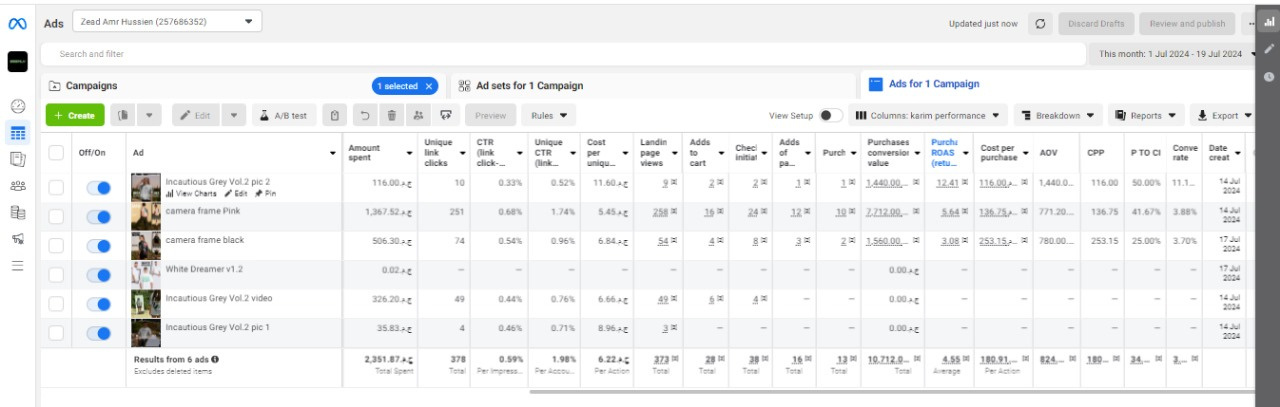 Ads
Zead Amr Hussien (257686352)
Updated just now
Discard Drafts
Review and publish
Search and filter
This month: 1 Jul 2024 - 19 Jul 2024
Campaigns
1 selected ×
Ad sets for 1 Campaign
Ads for 1 Campaign
+ Create
Edit
A/B test
Preview
Rules
View Setup
Columns: karim performance
Breakdown
Reports
Export
Off/On Ad Amount spent Unique link clicks CTR (link click-... Unique CTR (link... Cost per uniqu... Landin page views Adds to cart Checl initiat Adds of pa... Purch Purchases conversio value Purcha ROAS (retu... Cost per purchase AOV CPP P TO CI Conve rate Date creat
Incautious Grey Vol.2 pic 2 116.00ج.م 10 0.33% 0.52% 11.60ج.م 9 2 2 1 1 1,440.00... 12.41 116.00ج.م... 1,440.0... 116.00 50.00% 11.1... 14 Jul 2024
View Charts Edit Pin
camera frame Pink 1,367.52ج.م 251 0.68% 1.74% 5.45ج.م 258 16 24 12 10 7,712.00... 5.64 136.75ج.م... 771.20... 136.75 41.67% 3.88% 14 Jul 2024
camera frame black 506.30ج.م 74 0.54% 0.96% 6.84ج.م 54 4 8 3 2 1,560.00... 3.08 253.15ج.م... 780.00... 253.15 25.00% 3.70% 17 Jul 2024
White Dreamer v1.2 0.02ج.م — — — — — — — — — 0.00ج.م — — — — — — 17 Jul 2024
Incautious Grey Vol.2 video 326.20ج.م 49 0.44% 0.76% 6.66ج.م 49 6 4 — — 0.00ج.م — — — — — — 14 Jul 2024
Incautious Grey Vol.2 pic 1 35.83ج.م 4 0.46% 0.71% 8.96ج.م 3 — — — — 0.00ج.م — — — — — — 14 Jul 2024
Results from 6 ads 2,351.87ج.م 378 0.59% 1.98% 6.22ج.م 373 28 38 16 13 10,712.0... 4.55 180.91... 824,... 180... 34,... 3,...
Excludes deleted items Total Spent Total Per Impress... Per Accou... Per Action Total Total Total Total Total Total Average Per Action